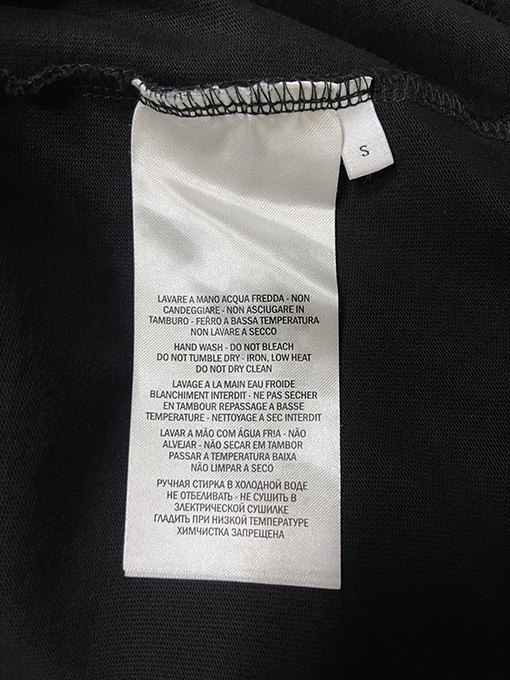 S
LAVARE A MANO ACQUA FREDDA - NON
CANDEGGIARE - NON ASCIUGARE IN
TAMBURO - FERRO A BASSA TEMPERATURA
NON LAVARE A SECCO
HAND WASH - DO NOT BLEACH
DO NOT TUMBLE DRY - IRON, LOW HEAT
DO NOT DRY CLEAN
LAVAGE A LA MAIN EAU FROIDE
BLANCHIMENT INTERDIT - NE PAS SECHER
EN TAMBOUR REPASSAGE A BASSE
TEMPERATURE - NETTOYAGE A SEC INTERDIT
LAVAR A MÃO COM ÁGUA FRIA - NÃO
ALVEJAR - NÃO SECAR EM TAMBOR
PASSAR A TEMPERATURA BAIXA
NÃO LIMPAR A SECO
РУЧНАЯ СТИРКА В ХОЛОДНОЙ ВОДЕ
НЕ ОТБЕЛИВАТЬ - НЕ СУШИТЬ В
ЗЛЕКТРИЧЕСКОЙ СУШИЛКЕ
ГЛАДИТЬ ПРИ НИЗКОЙ ТЕМПЕРАТУРЕ
ХИМЧИСТКА ЗАПРЕЩЕНА